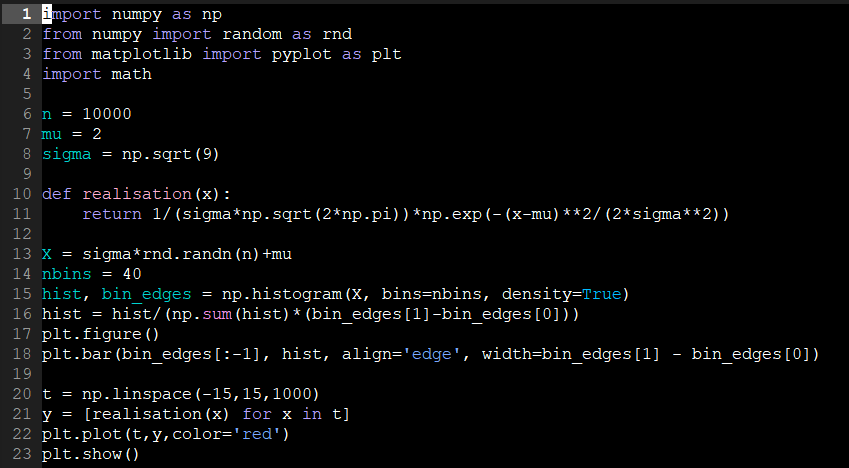 1 import numpy as np
2 from numpy import random as rnd
3 from matplotlib import pyplot as plt
4 import math
5
6 n = 10000
7 mu = 2
8 sigma = np.sqrt(9)
9
10 def realisation(x):
11     return 1/(sigma*np.sqrt(2*np.pi))*np.exp(-(x-mu)**2/(2*sigma**2))
12
13 X = sigma*rnd.randn(n)+mu
14 nbins = 40
15 hist, bin_edges = np.histogram(X, bins=nbins, density=True)
16 hist = hist/(np.sum(hist)*(bin_edges[1]-bin_edges[0]))
17 plt.figure()
18 plt.bar(bin_edges[:-1], hist, align='edge', width=bin_edges[1] - bin_edges[0])
19
20 t = np.linspace(-15,15,1000)
21 y = [realisation(x) for x in t]
22 plt.plot(t,y,color='red')
23 plt.show()